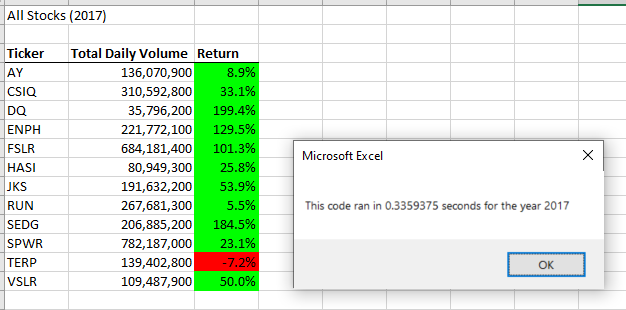 All Stocks (2017)
Ticker Total Daily Volume Return
AY 136,070,900 8.9%
CSIQ 310,592,800 33.1%
DQ 35,796,200 199.4%
ENPH 221,772,100 129.5%
FSLR 684,181,400 101.3%
HASI 80,949,300 25.8%
JKS 191,632,200 53.9%
RUN 267,681,300 5.5%
SEDG 206,885,200 184.5%
SPWR 782,187,000 23.1%
TERP 139,402,800 -7.2%
VSLR 109,487,900 50.0%
Microsoft Excel
This code ran in 0.3359375 seconds for the year 2017
OK